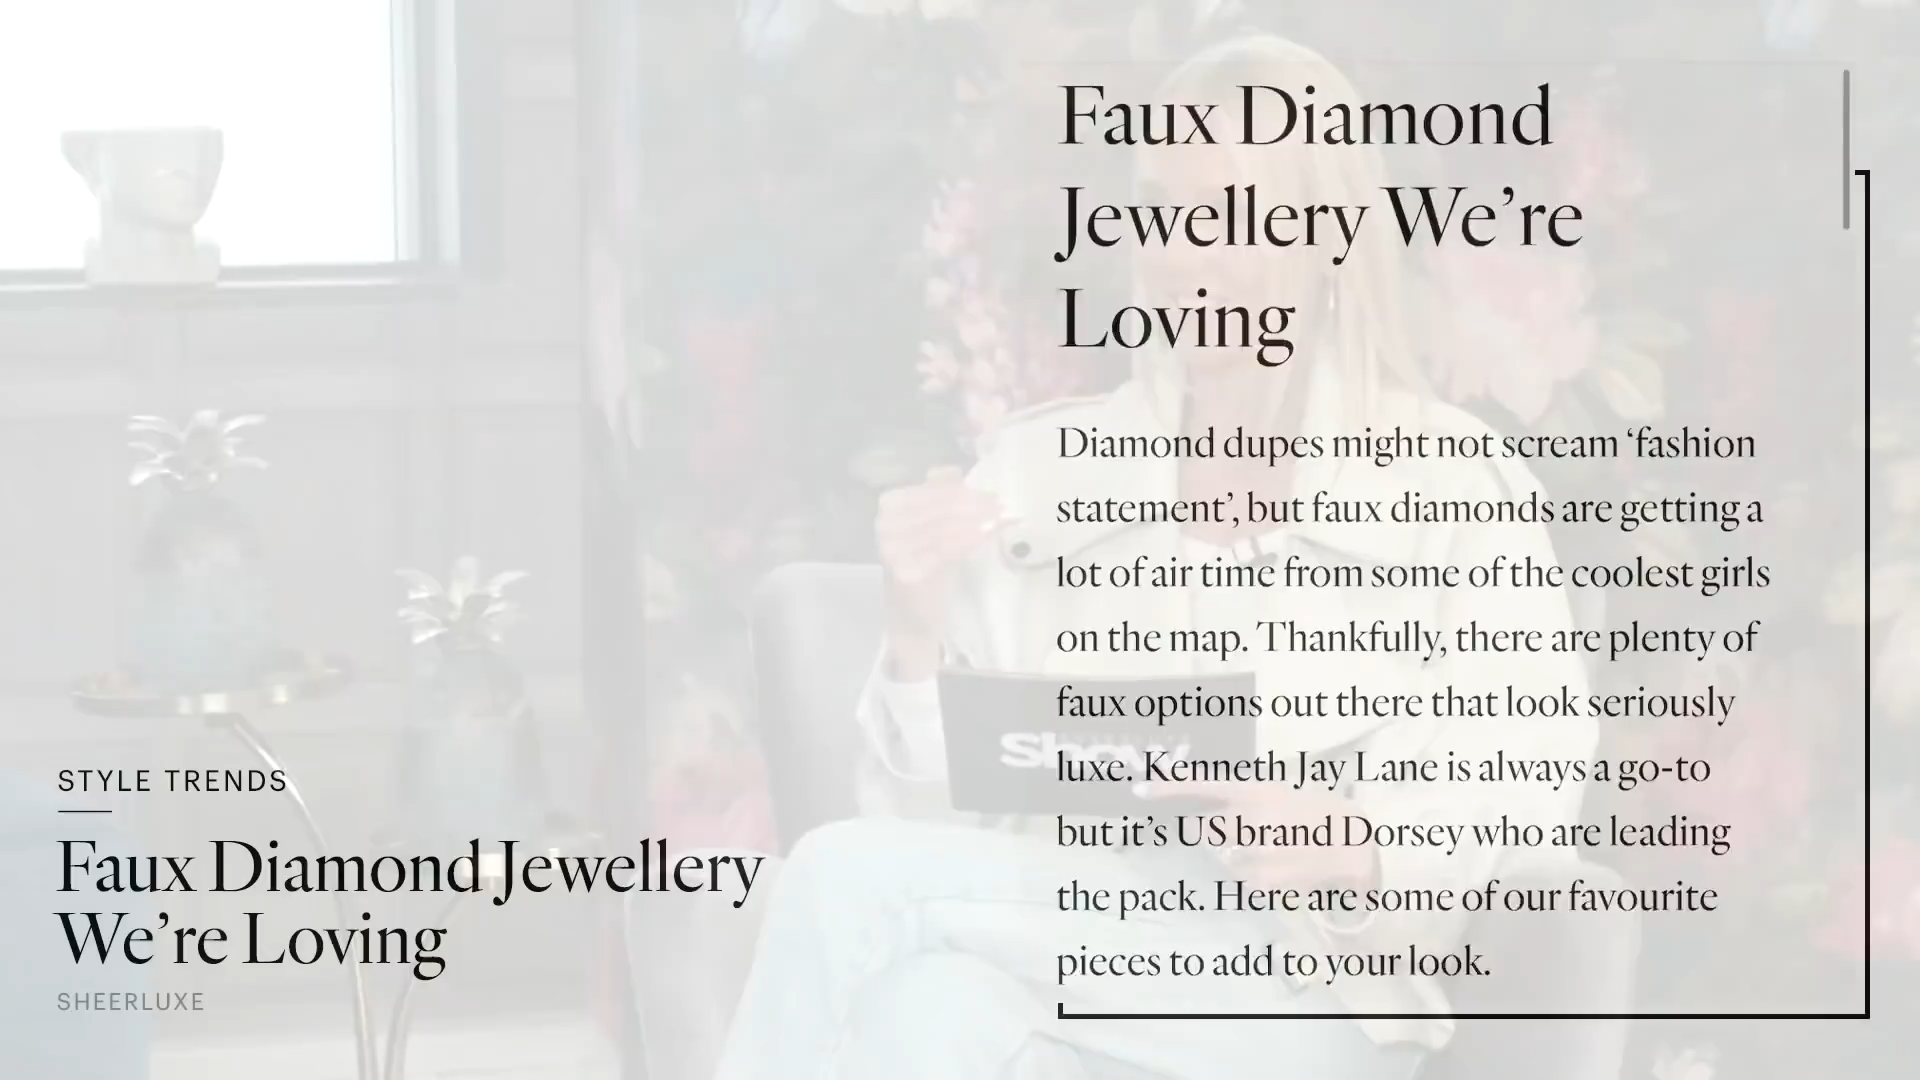 Faux Diamond
Jewellery We’re
Loving
Diamond dupes might not scream ‘fashion
statement’, but faux diamonds are getting a
lot of air time from some of the coolest girls
on the map. Thankfully, there are plenty of
faux options out there that look seriously
luxe. Kenneth Jay Lane is always a go-to
but it’s US brand Dorsey who are leading
the pack. Here are some of our favourite
pieces to add to your look.
STYLE TRENDS
Faux Diamond Jewellery
We’re Loving
SHEERLUXE
show